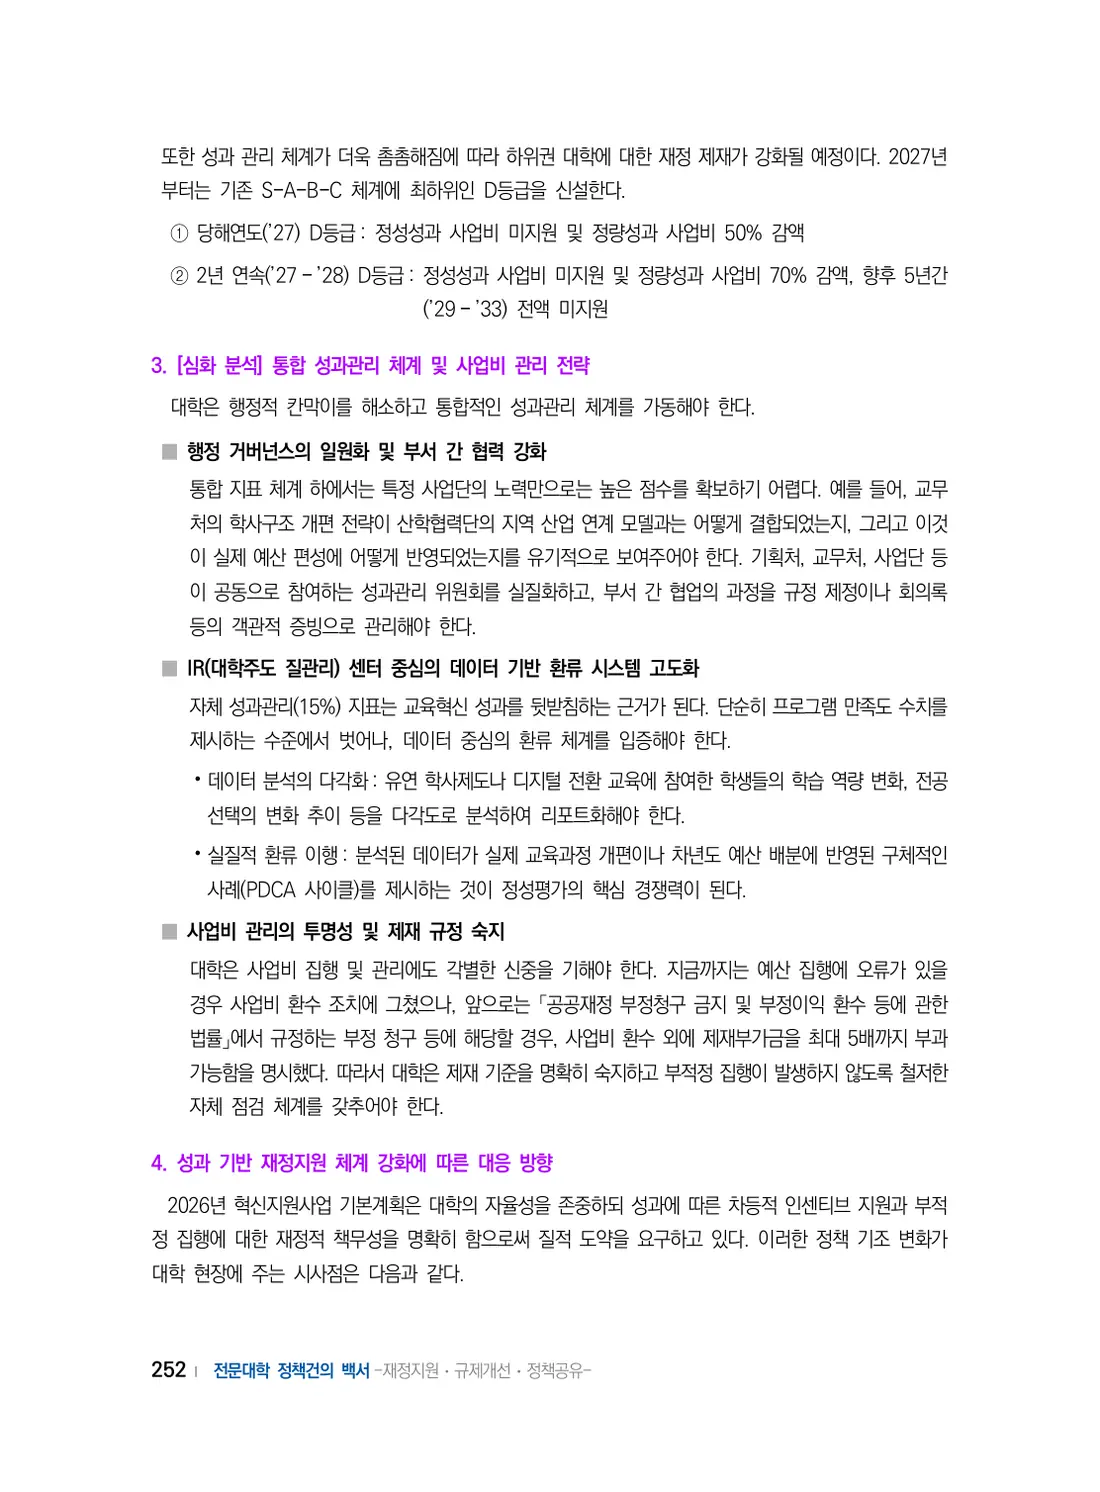 또한 성과 관리 체계가 더욱 촘촘해짐에 따라 하위권 대학에 대한 재정 제재가 강화될 예정이다. 2027년
부터는 기존 S-A-B-C 체계에 최하위인 D등급을 신설한다.
① 당해연도(’27) D등급 : 정성성과 사업비 미지원 및 정량성과 사업비 50% 감액
② 2년 연속(’27－’28) D등급 : 정성성과 사업비 미지원 및 정량성과 사업비 70% 감액, 향후 5년간
(’29－’33) 전액 미지원
3. [심화 분석] 통합 성과관리 체계 및 사업비 관리 전략
대학은 행정적 칸막이를 해소하고 통합적인 성과관리 체계를 가동해야 한다.
■ 행정 거버넌스의 일원화 및 부서 간 협력 강화
통합 지표 체계 하에서는 특정 사업단의 노력만으로는 높은 점수를 확보하기 어렵다. 예를 들어, 교무
처의 학사구조 개편 전략이 산학협력단의 지역 산업 연계 모델과는 어떻게 결합되었는지, 그리고 이것
이 실제 예산 편성에 어떻게 반영되었는지를 유기적으로 보여주어야 한다. 기획처, 교무처, 사업단 등
이 공동으로 참여하는 성과관리 위원회를 실질화하고, 부서 간 협업의 과정을 규정 제정이나 회의록
등의 객관적 증빙으로 관리해야 한다.
■ IR(대학주도 질관리) 센터 중심의 데이터 기반 환류 시스템 고도화
자체 성과관리(15%) 지표는 교육혁신 성과를 뒷받침하는 근거가 된다. 단순히 프로그램 만족도 수치를
제시하는 수준에서 벗어나, 데이터 중심의 환류 체계를 입증해야 한다.
• 데이터 분석의 다각화 : 유연 학사제도나 디지털 전환 교육에 참여한 학생들의 학습 역량 변화, 전공
선택의 변화 추이 등을 다각도로 분석하여 리포트화해야 한다.
• 실질적 환류 이행 : 분석된 데이터가 실제 교육과정 개편이나 차년도 예산 배분에 반영된 구체적인
사례(PDCA 사이클)를 제시하는 것이 정성평가의 핵심 경쟁력이 된다.
■ 사업비 관리의 투명성 및 제재 규정 숙지
대학은 사업비 집행 및 관리에도 각별한 신중을 기해야 한다. 지금까지는 예산 집행에 오류가 있을
경우 사업비 환수 조치에 그쳤으나, 앞으로는 「공공재정 부정청구 금지 및 부정이익 환수 등에 관한
법률」에서 규정하는 부정 청구 등에 해당할 경우, 사업비 환수 외에 제재부가금을 최대 5배까지 부과
가능함을 명시했다. 따라서 대학은 제재 기준을 명확히 숙지하고 부적정 집행이 발생하지 않도록 철저한
자체 점검 체계를 갖추어야 한다.
4. 성과 기반 재정지원 체계 강화에 따른 대응 방향
2026년 혁신지원사업 기본계획은 대학의 자율성을 존중하되 성과에 따른 차등적 인센티브 지원과 부적
정 집행에 대한 재정적 책무성을 명확히 함으로써 질적 도약을 요구하고 있다. 이러한 정책 기조 변화가
대학 현장에 주는 시사점은 다음과 같다.
252 | 전문대학 정책건의 백서 -재정지원・규제개선・정책공유-